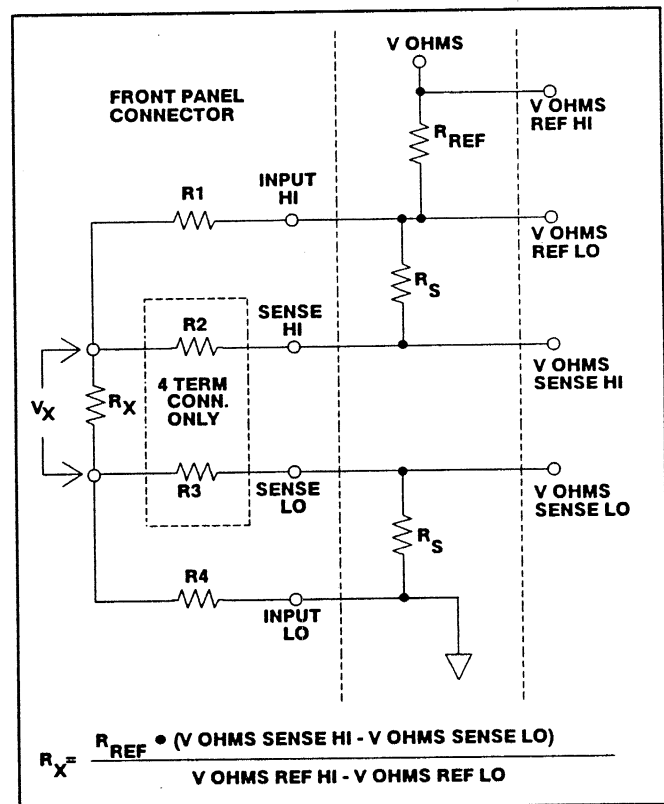 V OHMS
FRONT PANEL
CONNECTOR
V OHMS
REF HI
R REF
R1
INPUT
HI
V OHMS
REF LO
R S
R2
SENSE
HI
V OHMS
SENSE HI
4 TERM
CONN.
ONLY
V X
R X
R3
SENSE
LO
V OHMS
SENSE LO
R S
R4
INPUT
LO
R X = R REF • (V OHMS SENSE HI - V OHMS SENSE LO)
V OHMS REF HI - V OHMS REF LO